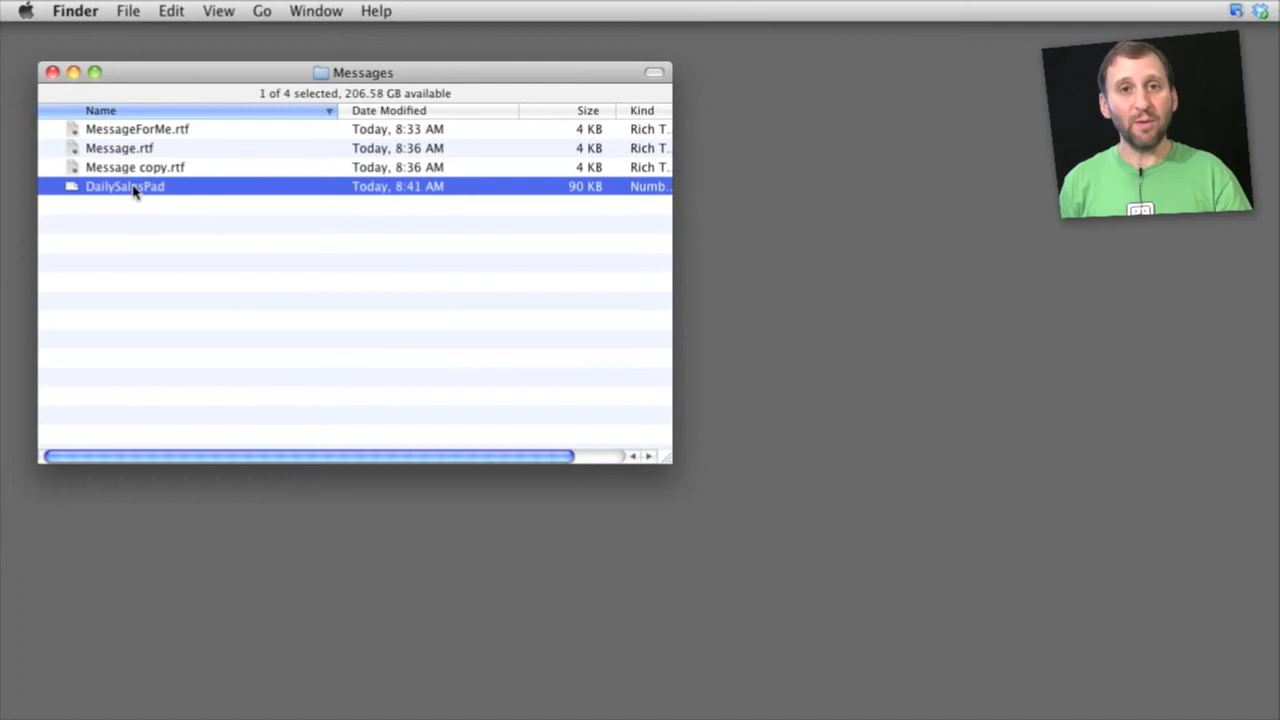 Finder File Edit View Go Window Help
Messages
1 of 4 selected, 206.58 GB available
Name Date Modified Size Kind
MessageForMe.rtf Today, 8:33 AM 4 KB Rich T...
Message.rtf Today, 8:36 AM 4 KB Rich T...
Message copy.rtf Today, 8:36 AM 4 KB Rich T...
DailySalesPad Today, 8:41 AM 90 KB Numb...